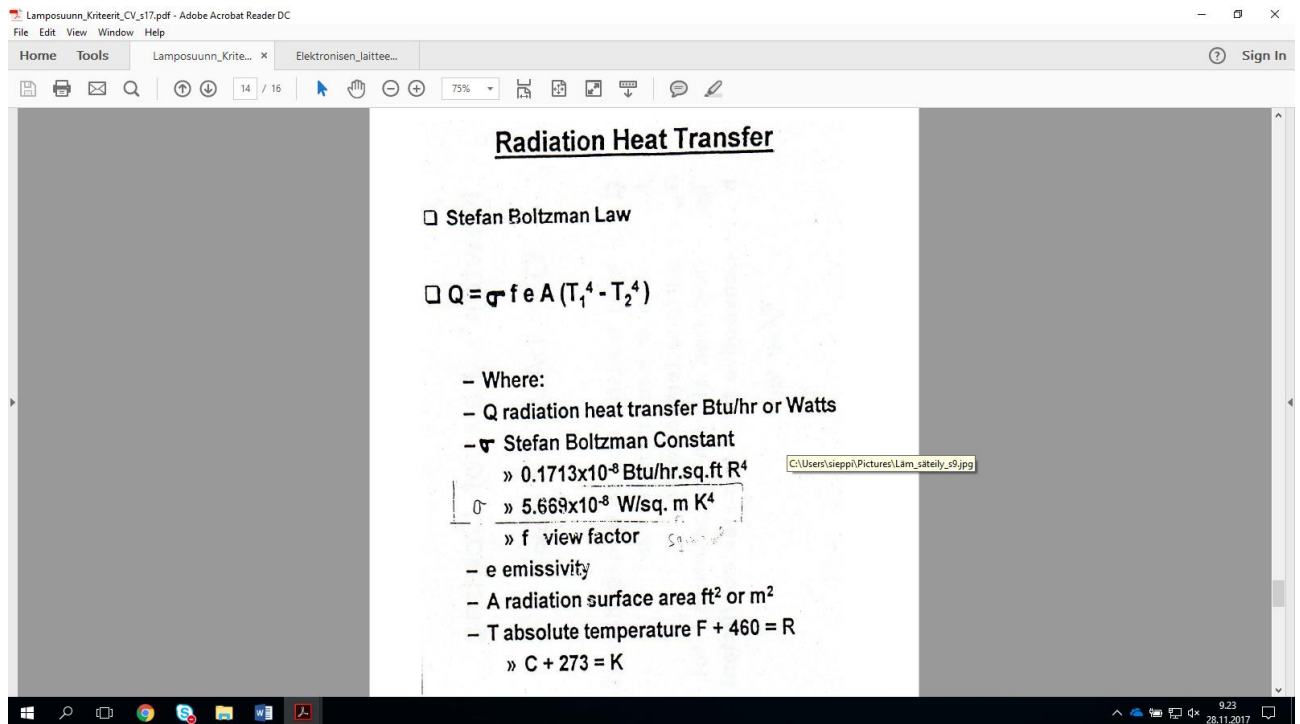 Lamposuunn_Kriteerit_CV_s17.pdf - Adobe Acrobat Reader DC
File Edit View Window Help
Home Tools Lamposuunn_Krite... × Elektronisen_laittee... Sign In
14 / 16 75%
Radiation Heat Transfer
❑ Stefan Boltzman Law
❑ Q = σ f e A (T₁⁴ - T₂⁴)
– Where:
– Q radiation heat transfer Btu/hr or Watts
– σ Stefan Boltzman Constant
C:\Users\sieppi\Pictures\Läm_säteily_s9.jpg
» 0.1713x10⁻⁸ Btu/hr.sq.ft R⁴
σ » 5.669x10⁻⁸ W/sq. m K⁴
» f view factor
– e emissivity
– A radiation surface area ft² or m²
– T absolute temperature F + 460 = R
» C + 273 = K
9.23
28.11.2017